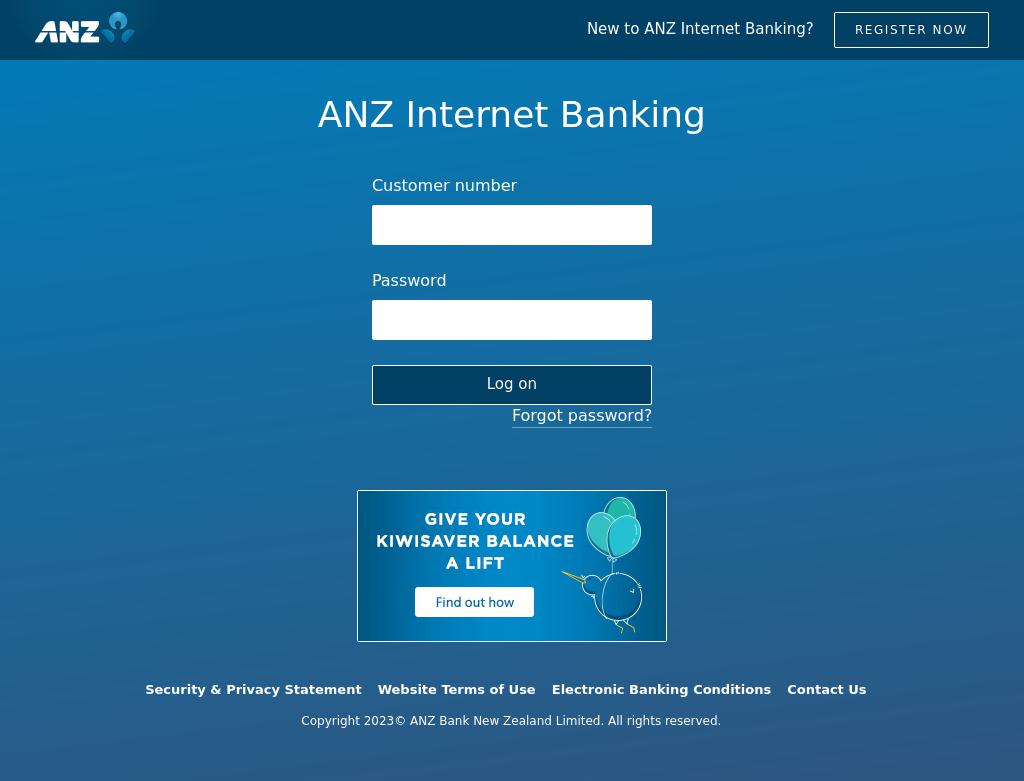 ANZ
New to ANZ Internet Banking?
REGISTER NOW
ANZ Internet Banking
Customer number
Password
Log on
Forgot password?
GIVE YOUR
KIWISAVER BALANCE
A LIFT
Find out how
Security & Privacy Statement Website Terms of Use Electronic Banking Conditions Contact Us
Copyright 2023© ANZ Bank New Zealand Limited. All rights reserved.